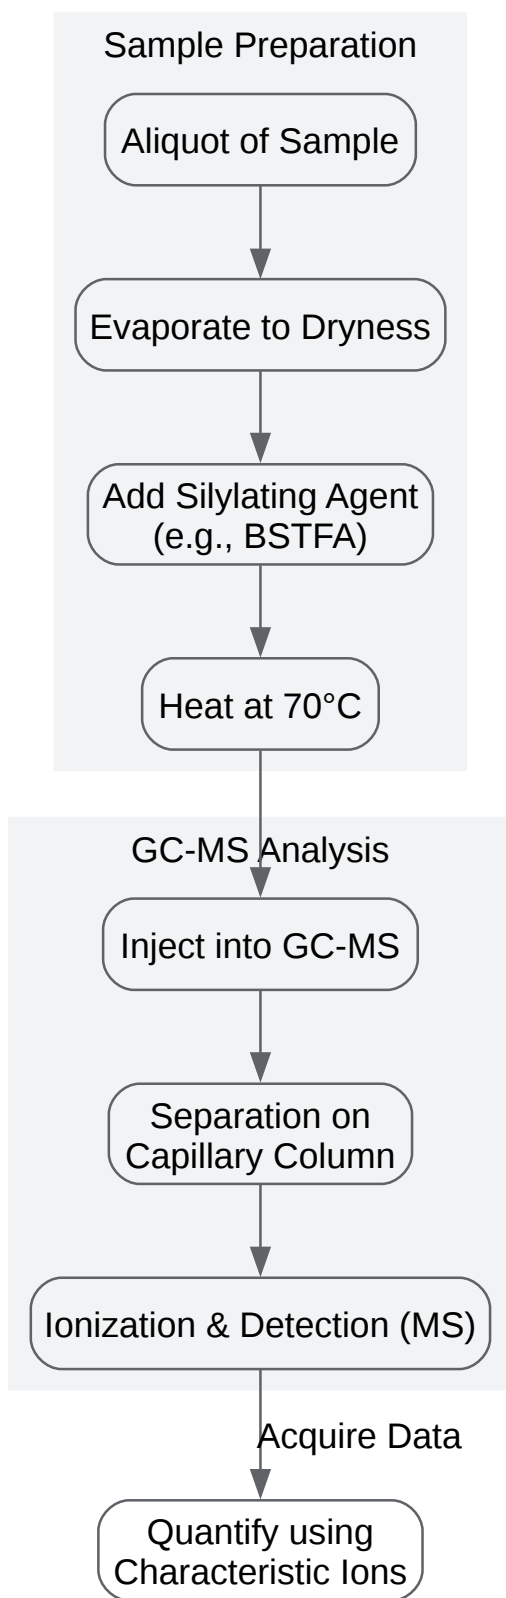 Sample Preparation
Aliquot of Sample
Evaporate to Dryness
Add Silylating Agent
(e.g., BSTFA)
Heat at 70°C
GC-MS Analysis
Inject into GC-MS
Separation on
Capillary Column
Ionization & Detection (MS)
Acquire Data
Quantify using
Characteristic Ions